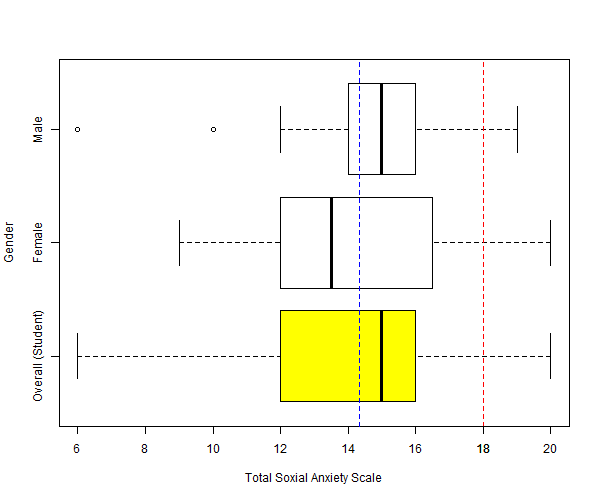 Gender
Male
Female
Overall (Student)
6 8 10 12 14 16 18 20
Total Soxial Anxiety Scale